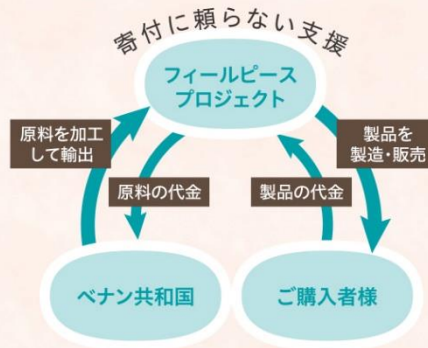 寄付に頼らない支援
フィールピース
プロジェクト
原料を加工
して輸出
製品を
製造・販売
原料の代金
製品の代金
ベナン共和国
ご購入者様